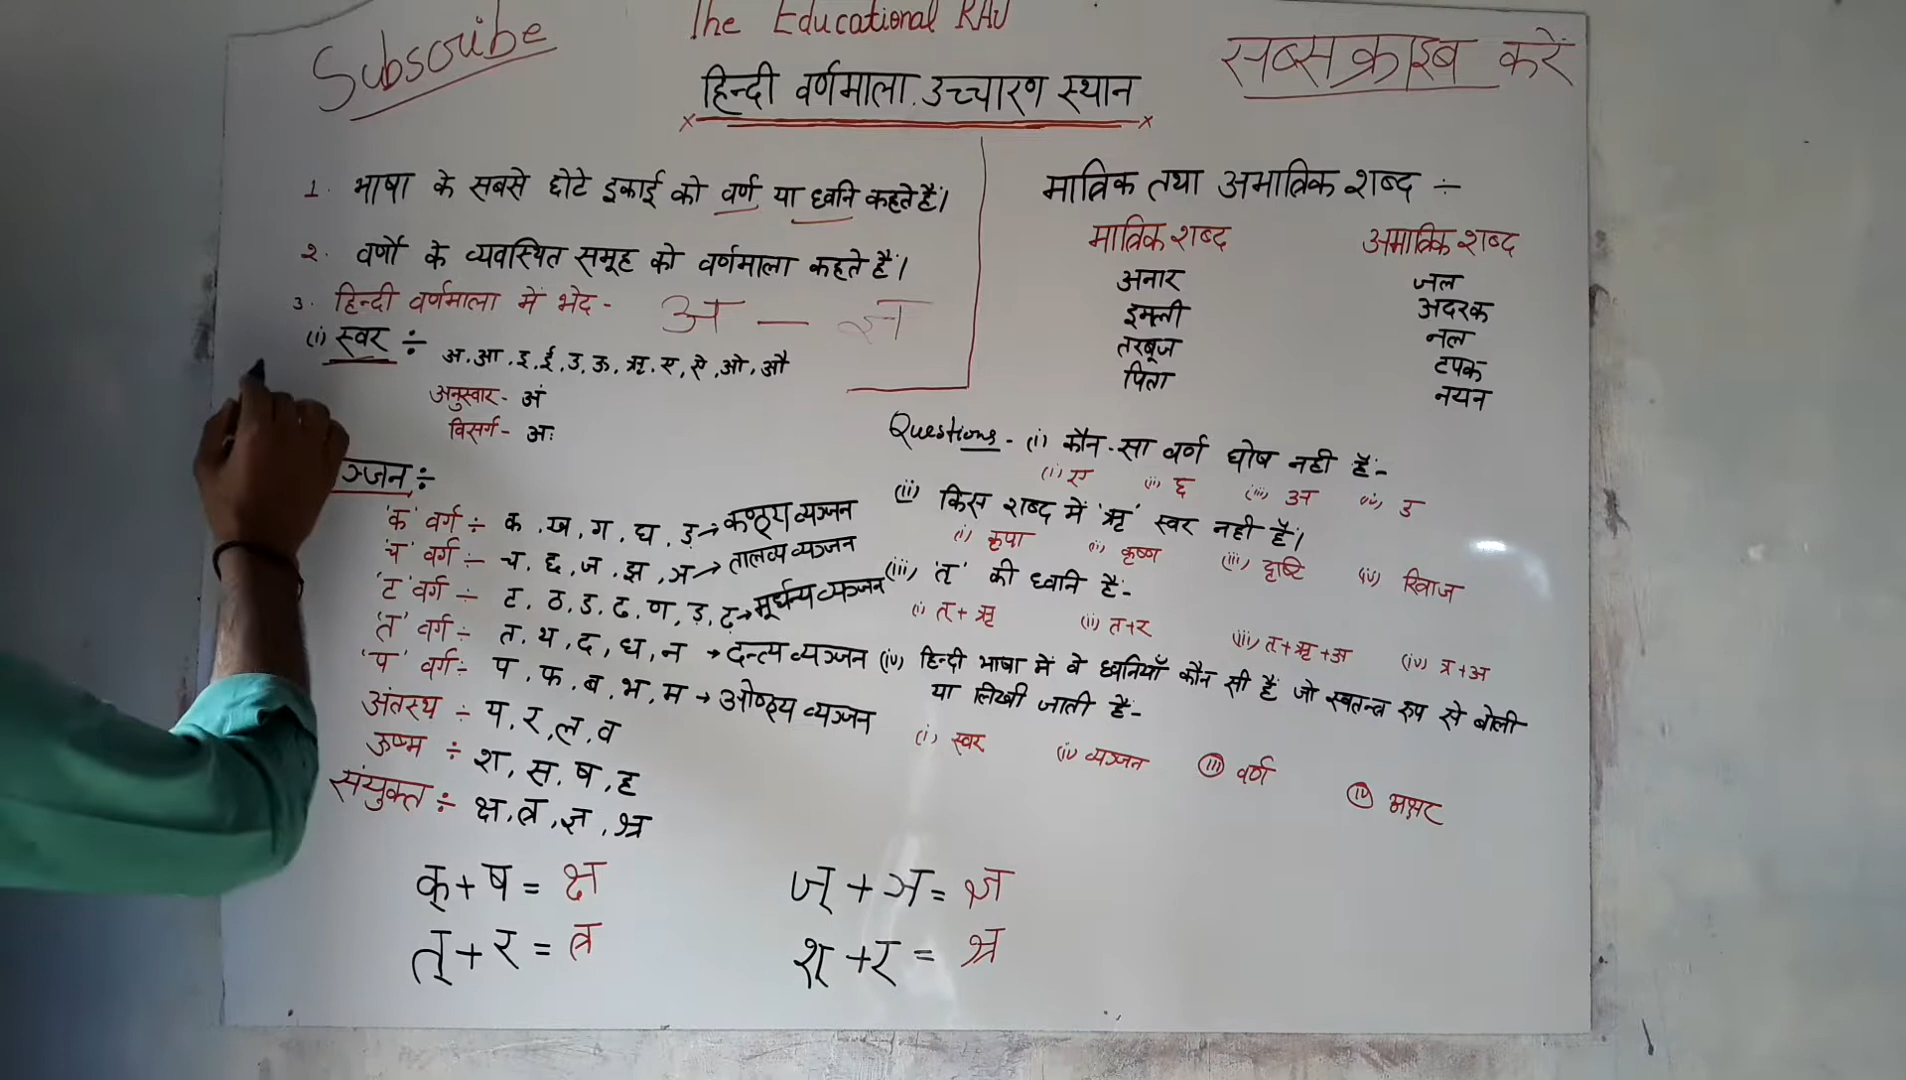 Subscribe
The Educational RAJ
सब्सक्राइब करें
हिन्दी वर्णमाला. उच्चारण स्थान
1. भाषा के सबसे छोटे इकाई को वर्ण या ध्वनि कहते हैं।
२. वर्णो के व्यवस्थित समूह को वर्णमाला कहते हैं।
3. हिन्दी वर्णमाला में भेद- अ — ज्ञ
(i) स्वर ÷ अ. आ. इ. ई. उ. ऊ. ऋ. ए, ऐ, ओ, औ
अनुस्वार- अं
विसर्ग- अः
ञ्जन ÷
'क' वर्ग ÷ क. ख. ग. घ. ड़ → कण्ठ्य व्यञ्जन
'च' वर्ग ÷ च, छ, ज, झ, ञ → तालव्य व्यञ्जन
'ट' वर्ग ÷ ट, ठ, ड, ढ, ण, ड़, ढ़ → मूर्धन्य व्यञ्जन
'त' वर्ग ÷ त, थ, द, ध, न → दन्त्य व्यञ्जन
'प' वर्ग ÷ प, फ, ब, भ, म → ओष्ठ्य व्यञ्जन
अंतस्थ ÷ य, र, ल, व
ऊष्म ÷ श, स, ष, ह
संयुक्त ÷ क्ष, त्र, ज्ञ, श्र
क् + ष = क्ष
त् + र = त्र
ज् + ञ = ज्ञ
श् + र = श्र
मात्रिक तथा अमात्रिक शब्द ÷
मात्रिक शब्द अमात्रिक शब्द
अनार जल
इमली अदरक
तरबूज नल
पिता टपक
नयन
Questions - (i) कौन-सा वर्ण घोष नहीं है:-
(i) ए (ii) छ (iii) अ (iv) ड
(ii) किस शब्द में 'ऋ' स्वर नही हैं।
(i) कृपा (ii) कृष्ण (iii) दृष्टि (iv) रिवाज
(iii) 'तृ' की ध्वनि हैं:-
(i) त् + ऋ (ii) त + र (iii) त + ऋ + अ (iv) त्र + अ
(iv) हिन्दी भाषा में वे ध्वनियाँ कौन सी हैं जो स्वतन्त्र रुप से बोली
या लिखी जाती हैं-
(i) स्वर (ii) व्यञ्जन (iii) वर्ण (iv) अक्षर